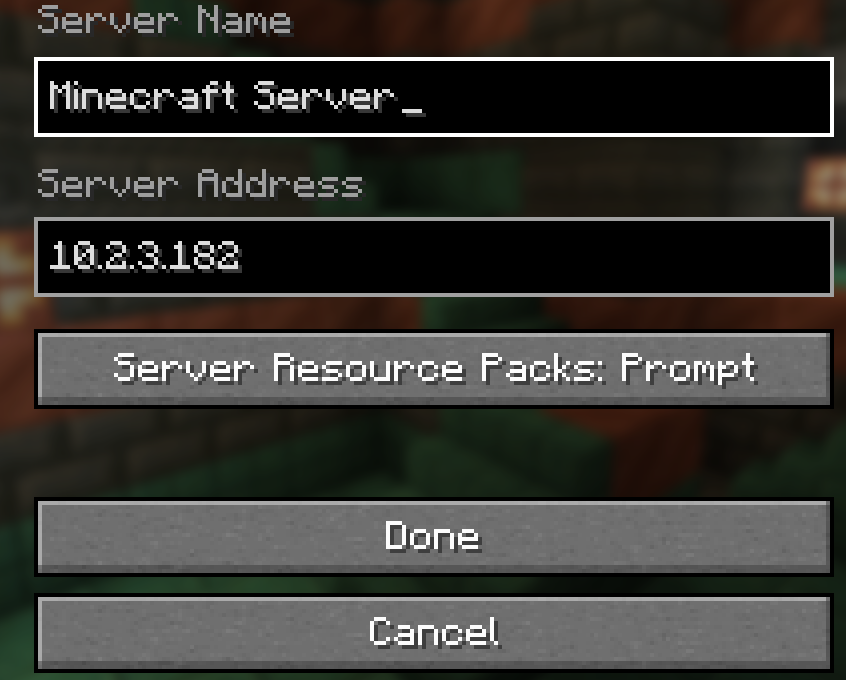 Server Name
Minecraft Server_
Server Address
10.2.3.182
Server Resource Packs: Prompt
Done
Cancel